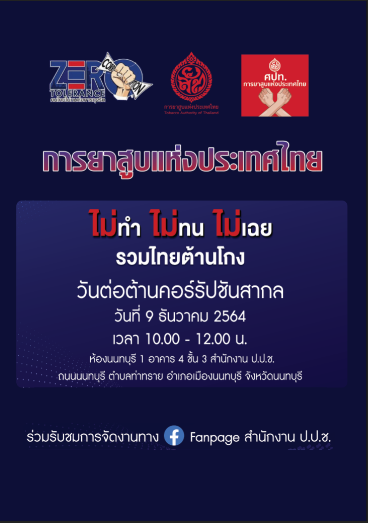 ZERO
CORRUPTION
TOLERANCE
การยาสูบแห่งประเทศไทย
Tobacco Authority of Thailand
ศปท.
การยาสูบแห่งประเทศไทย
การยาสูบแห่งประเทศไทย
ไม่ทำ ไม่ทน ไม่เฉย
รวมไทยต้านโกง
วันต่อต้านคอร์รัปชันสากล
วันที่ 9 ธันวาคม 2564
เวลา 10.00 - 12.00 น.
ห้องนนทบุรี 1 อาคาร 4 ชั้น 3 สำนักงาน ป.ป.ช.
ถนนนนทบุรี ตำบลท่าทราย อำเภอเมืองนนทบุรี จังหวัดนนทบุรี
ร่วมรับชมการจัดงานทาง f Fanpage สำนักงาน ป.ป.ช.